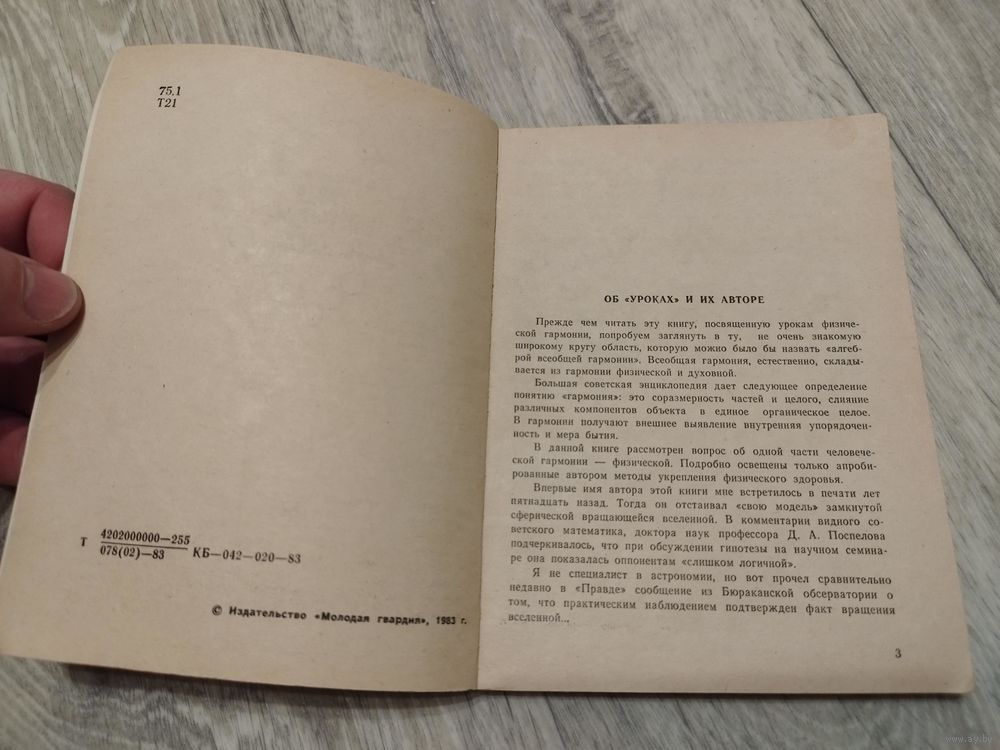 75.1
Т21
Т 4202000000—255
078(02)—83 КБ—042—020—83
© Издательство «Молодая гвардия», 1983 г.
ОБ «УРОКАХ» И ИХ АВТОРЕ
Прежде чем читать эту книгу, посвященную урокам физиче-
ской гармонии, попробуем заглянуть в ту, не очень знакомую
широкому кругу область, которую можно было бы назвать «алгеб-
рой всеобщей гармонии». Всеобщая гармония, естественно, склады-
вается из гармонии физической и духовной.
Большая советская энциклопедия дает следующее определение
понятию «гармония»: это соразмерность частей и целого, слияние
различных компонентов объекта в единое органическое целое.
В гармонии получают внешнее выявление внутренняя упорядочен-
ность и мера бытия.
В данной книге рассмотрен вопрос об одной части человече-
ской гармонии — физической. Подробно освещены только апроби-
рованные автором методы укрепления физического здоровья.
Впервые имя автора этой книги мне встретилось в печати лет
пятнадцать назад. Тогда он отстаивал «свою модель» замкнутой
сферической вращающейся вселенной. В комментарии видного со-
ветского математика, доктора наук профессора Д. А. Поспелова
подчеркивалось, что при обсуждении гипотезы на научном семина-
ре она показалась оппонентам «слишком логичной».
Я не специалист в астрономии, но вот прочел сравнительно
недавно в «Правде» сообщение из Бюраканской обсерватории о
том, что практическим наблюдением подтвержден факт вращения
вселенной...
3
www.ay.by